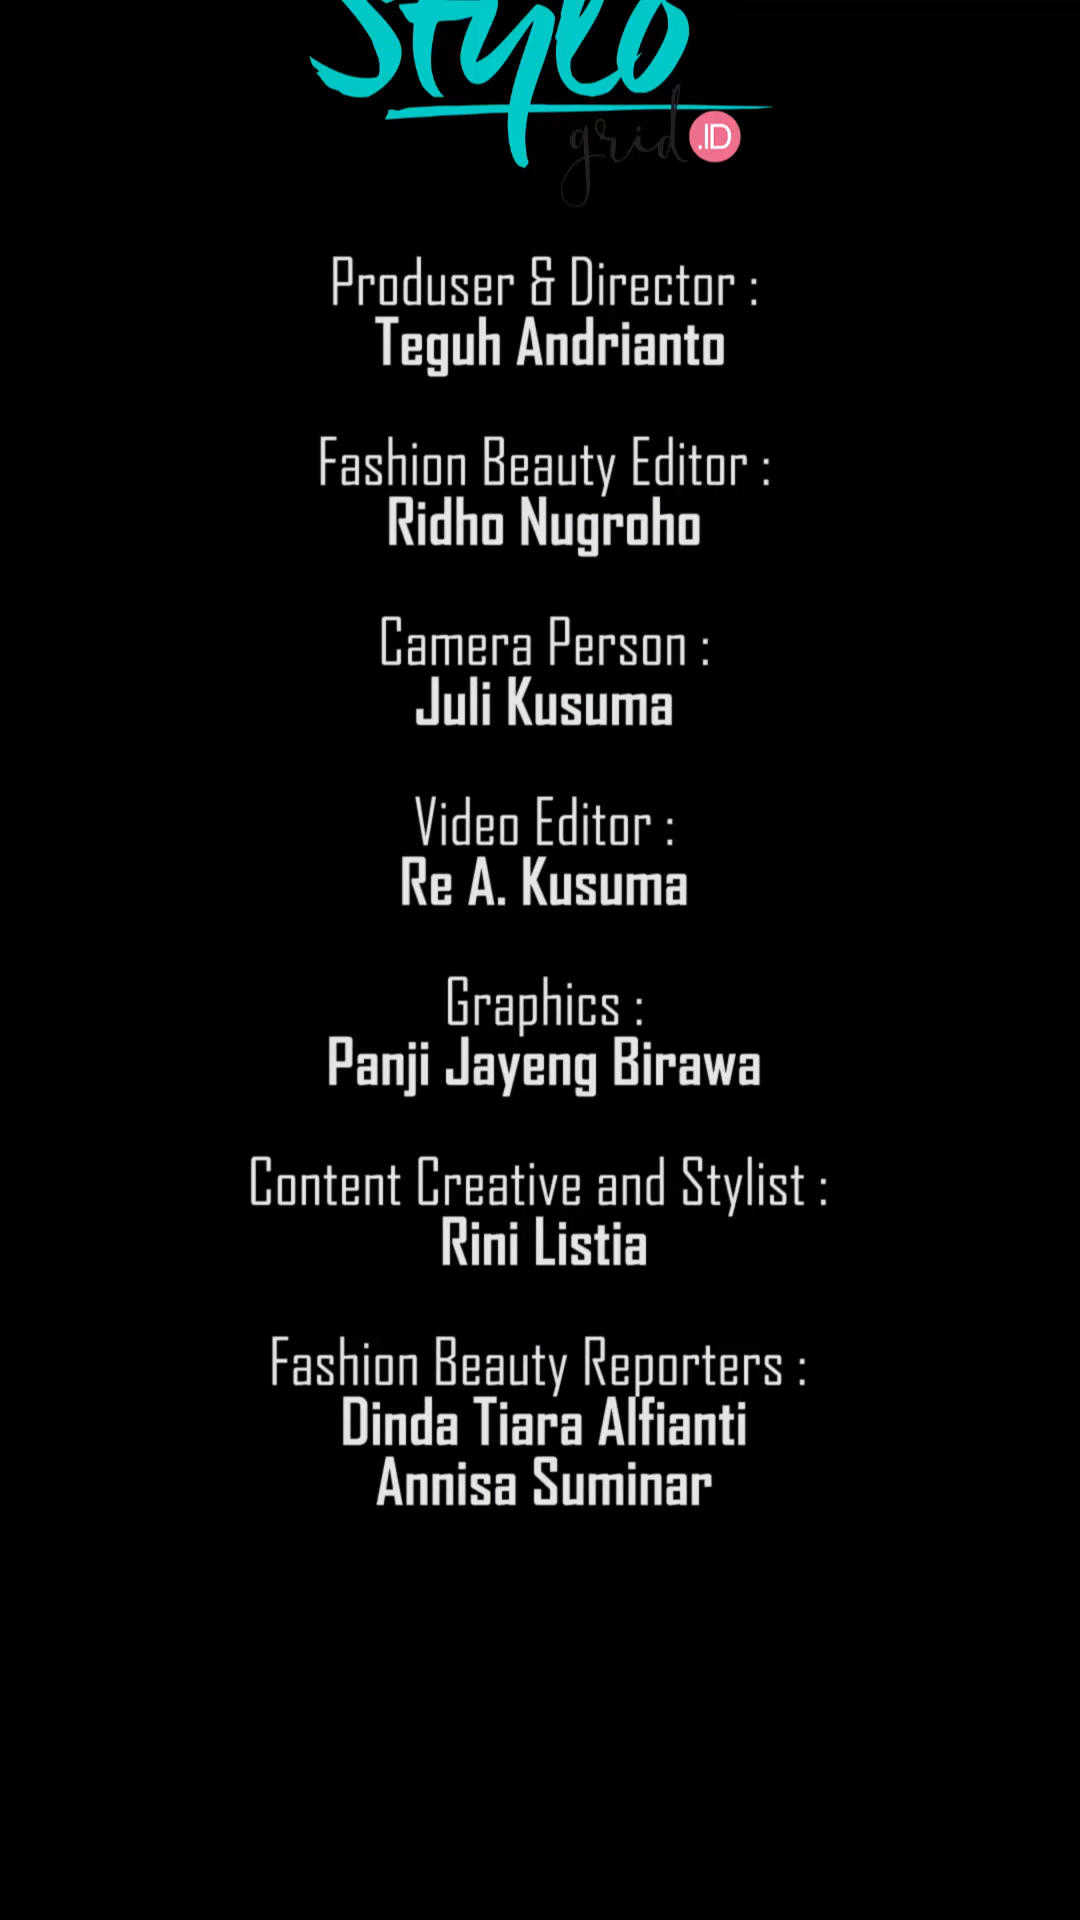 Stylo
grid .ID
Produser & Director :
Teguh Andrianto
Fashion Beauty Editor :
Ridho Nugroho
Camera Person :
Juli Kusuma
Video Editor :
Re A. Kusuma
Graphics :
Panji Jayeng Birawa
Content Creative and Stylist :
Rini Listia
Fashion Beauty Reporters :
Dinda Tiara Alfianti
Annisa Suminar